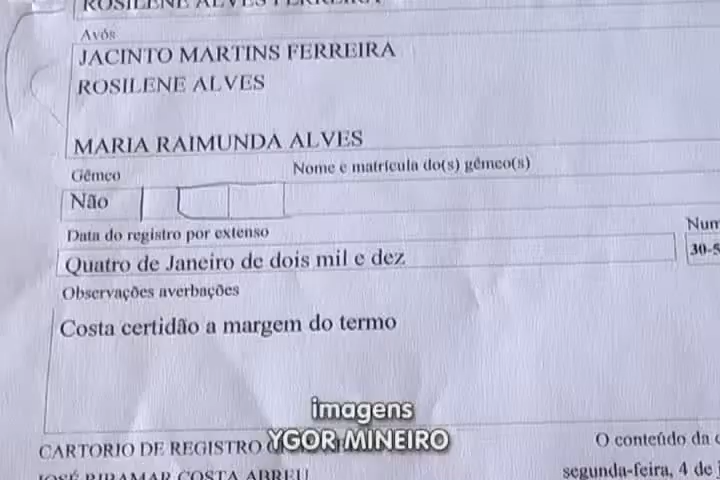 ROSILENE ALVES FERREIRA
Avós
JACINTO MARTINS FERREIRA
ROSILENE ALVES
MARIA RAIMUNDA ALVES
Gêmeo
Nome e matrícula do(s) gêmeo(s)
Não
Data do registro por extenso
Num
Quatro de Janeiro de dois mil e dez
30-5
Observações averbações
Costa certidão a margem do termo
imagens
YGOR MINEIRO
CARTORIO DE REGISTRO
O conteúdo da
JOSÉ RIBAMAR COSTA ABREU
segunda-feira, 4 de